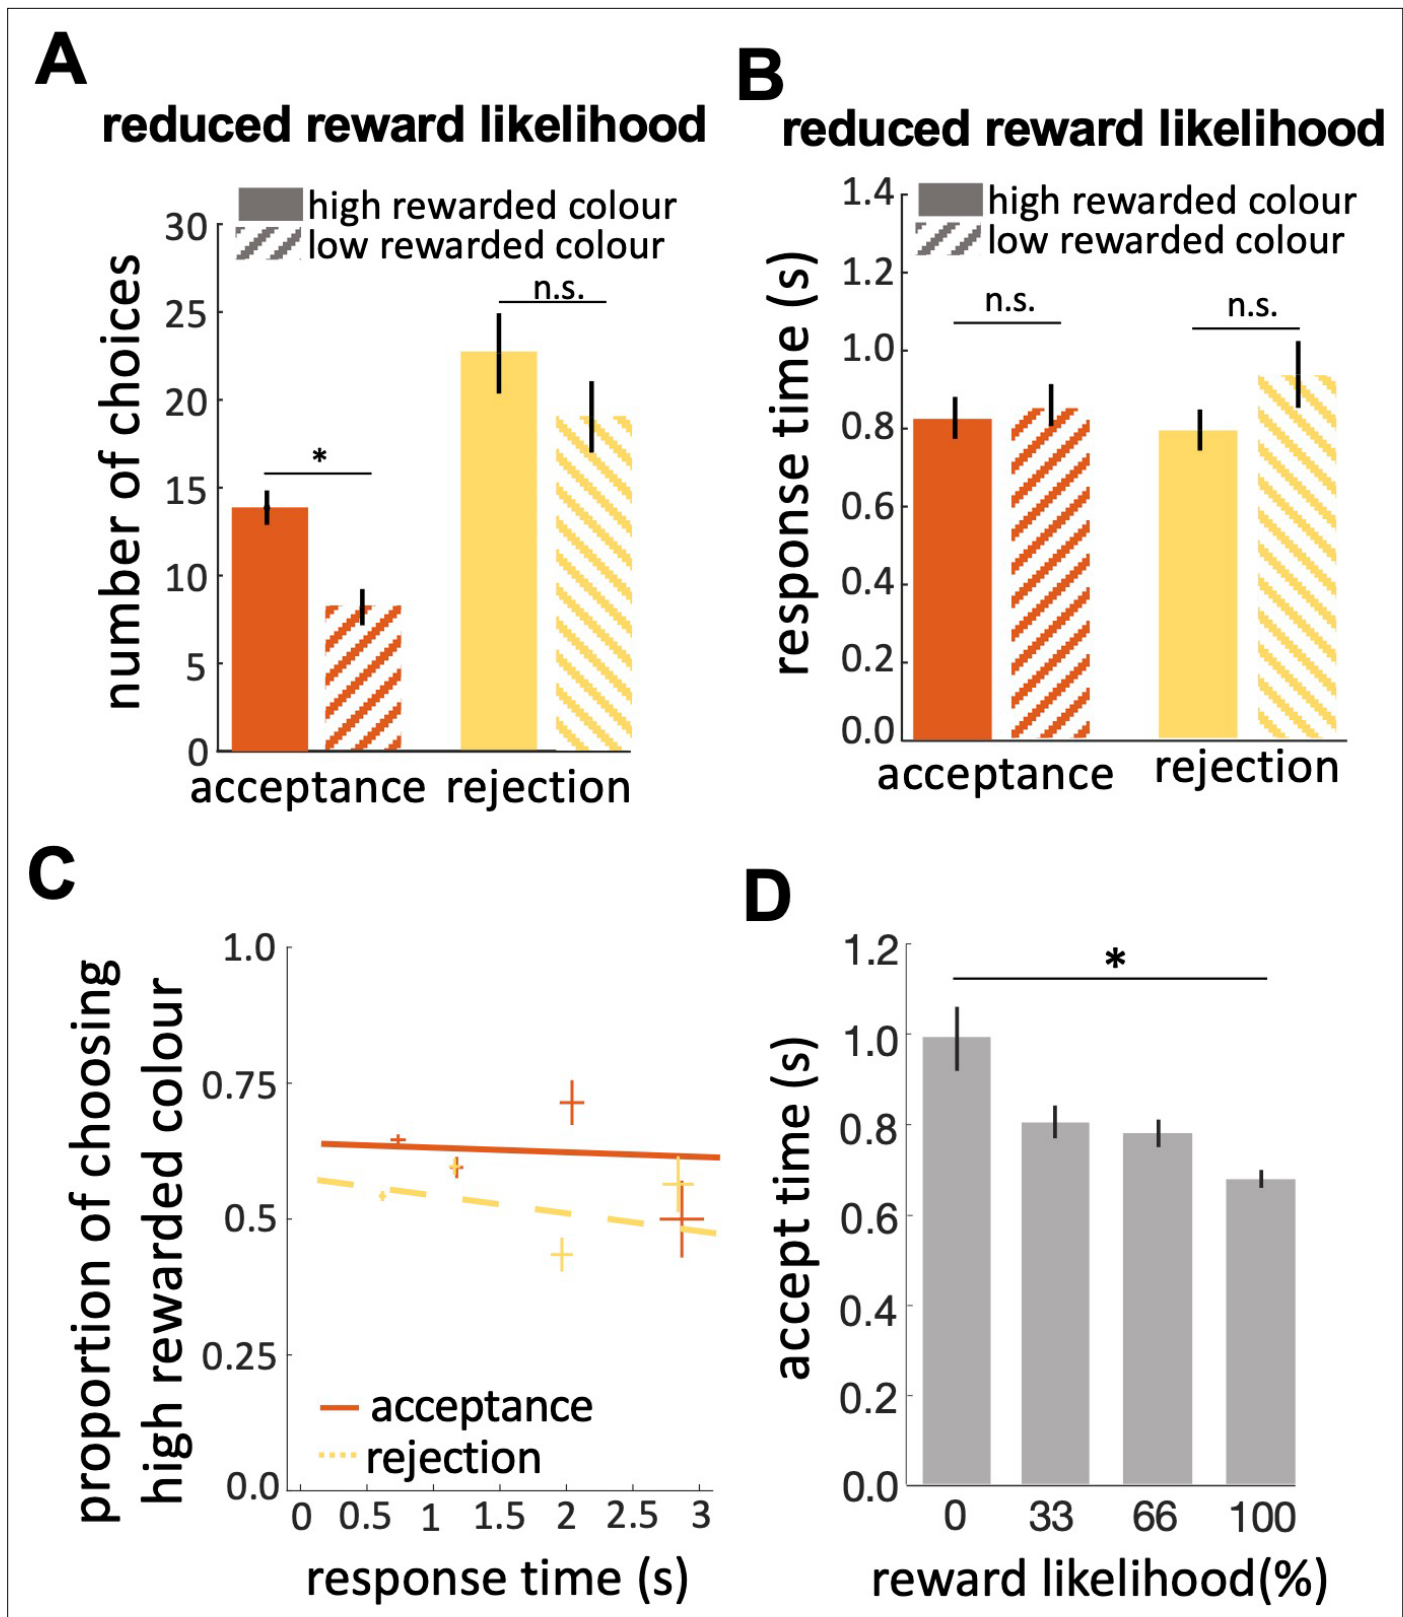 A
reduced reward likelihood
high rewarded colour
low rewarded colour
number of choices
30
25
20
15
10
5
0
*
n.s.
acceptance
rejection
B
reduced reward likelihood
high rewarded colour
low rewarded colour
response time (s)
1.4
1.2
1.0
0.8
0.6
0.4
0.2
0.0
n.s.
n.s.
acceptance
rejection
C
proportion of choosing
high rewarded colour
1.0
0.75
0.5
0.25
0.0
acceptance
rejection
0 0.5 1 1.5 2 2.5 3
response time (s)
D
accept time (s)
1.2
1.0
0.8
0.6
0.4
0.2
0.0
*
0 33 66 100
reward likelihood(%)